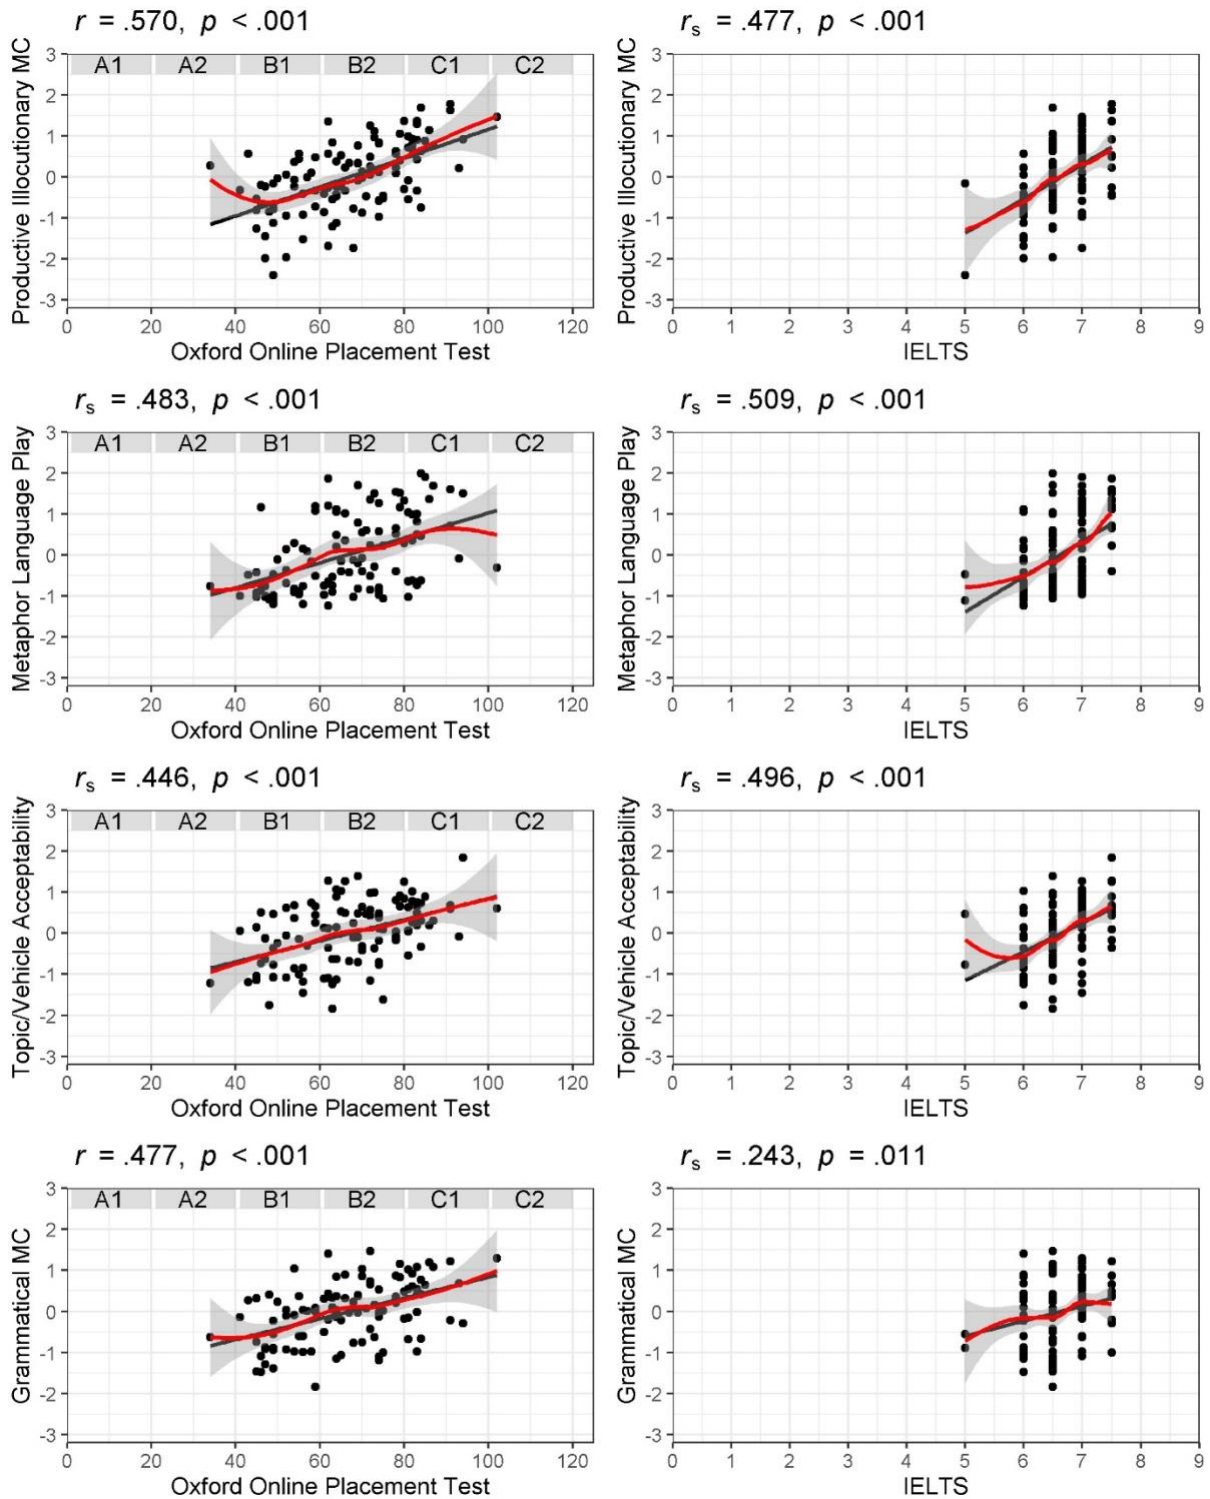 r = .570, p < .001
Productive Illocutionary MC
3
2
1
0
-1
-2
-3
A1 A2 B1 B2 C1 C2
0 20 40 60 80 100 120
Oxford Online Placement Test
rs = .477, p < .001
Productive Illocutionary MC
3
2
1
0
-1
-2
-3
0 1 2 3 4 5 6 7 8 9
IELTS
rs = .483, p < .001
Metaphor Language Play
3
2
1
0
-1
-2
-3
A1 A2 B1 B2 C1 C2
0 20 40 60 80 100 120
Oxford Online Placement Test
rs = .509, p < .001
Metaphor Language Play
3
2
1
0
-1
-2
-3
0 1 2 3 4 5 6 7 8 9
IELTS
rs = .446, p < .001
Topic/Vehicle Acceptability
3
2
1
0
-1
-2
-3
A1 A2 B1 B2 C1 C2
0 20 40 60 80 100 120
Oxford Online Placement Test
rs = .496, p < .001
Topic/Vehicle Acceptability
3
2
1
0
-1
-2
-3
0 1 2 3 4 5 6 7 8 9
IELTS
r = .477, p < .001
Grammatical MC
3
2
1
0
-1
-2
-3
A1 A2 B1 B2 C1 C2
0 20 40 60 80 100 120
Oxford Online Placement Test
rs = .243, p = .011
Grammatical MC
3
2
1
0
-1
-2
-3
0 1 2 3 4 5 6 7 8 9
IELTS